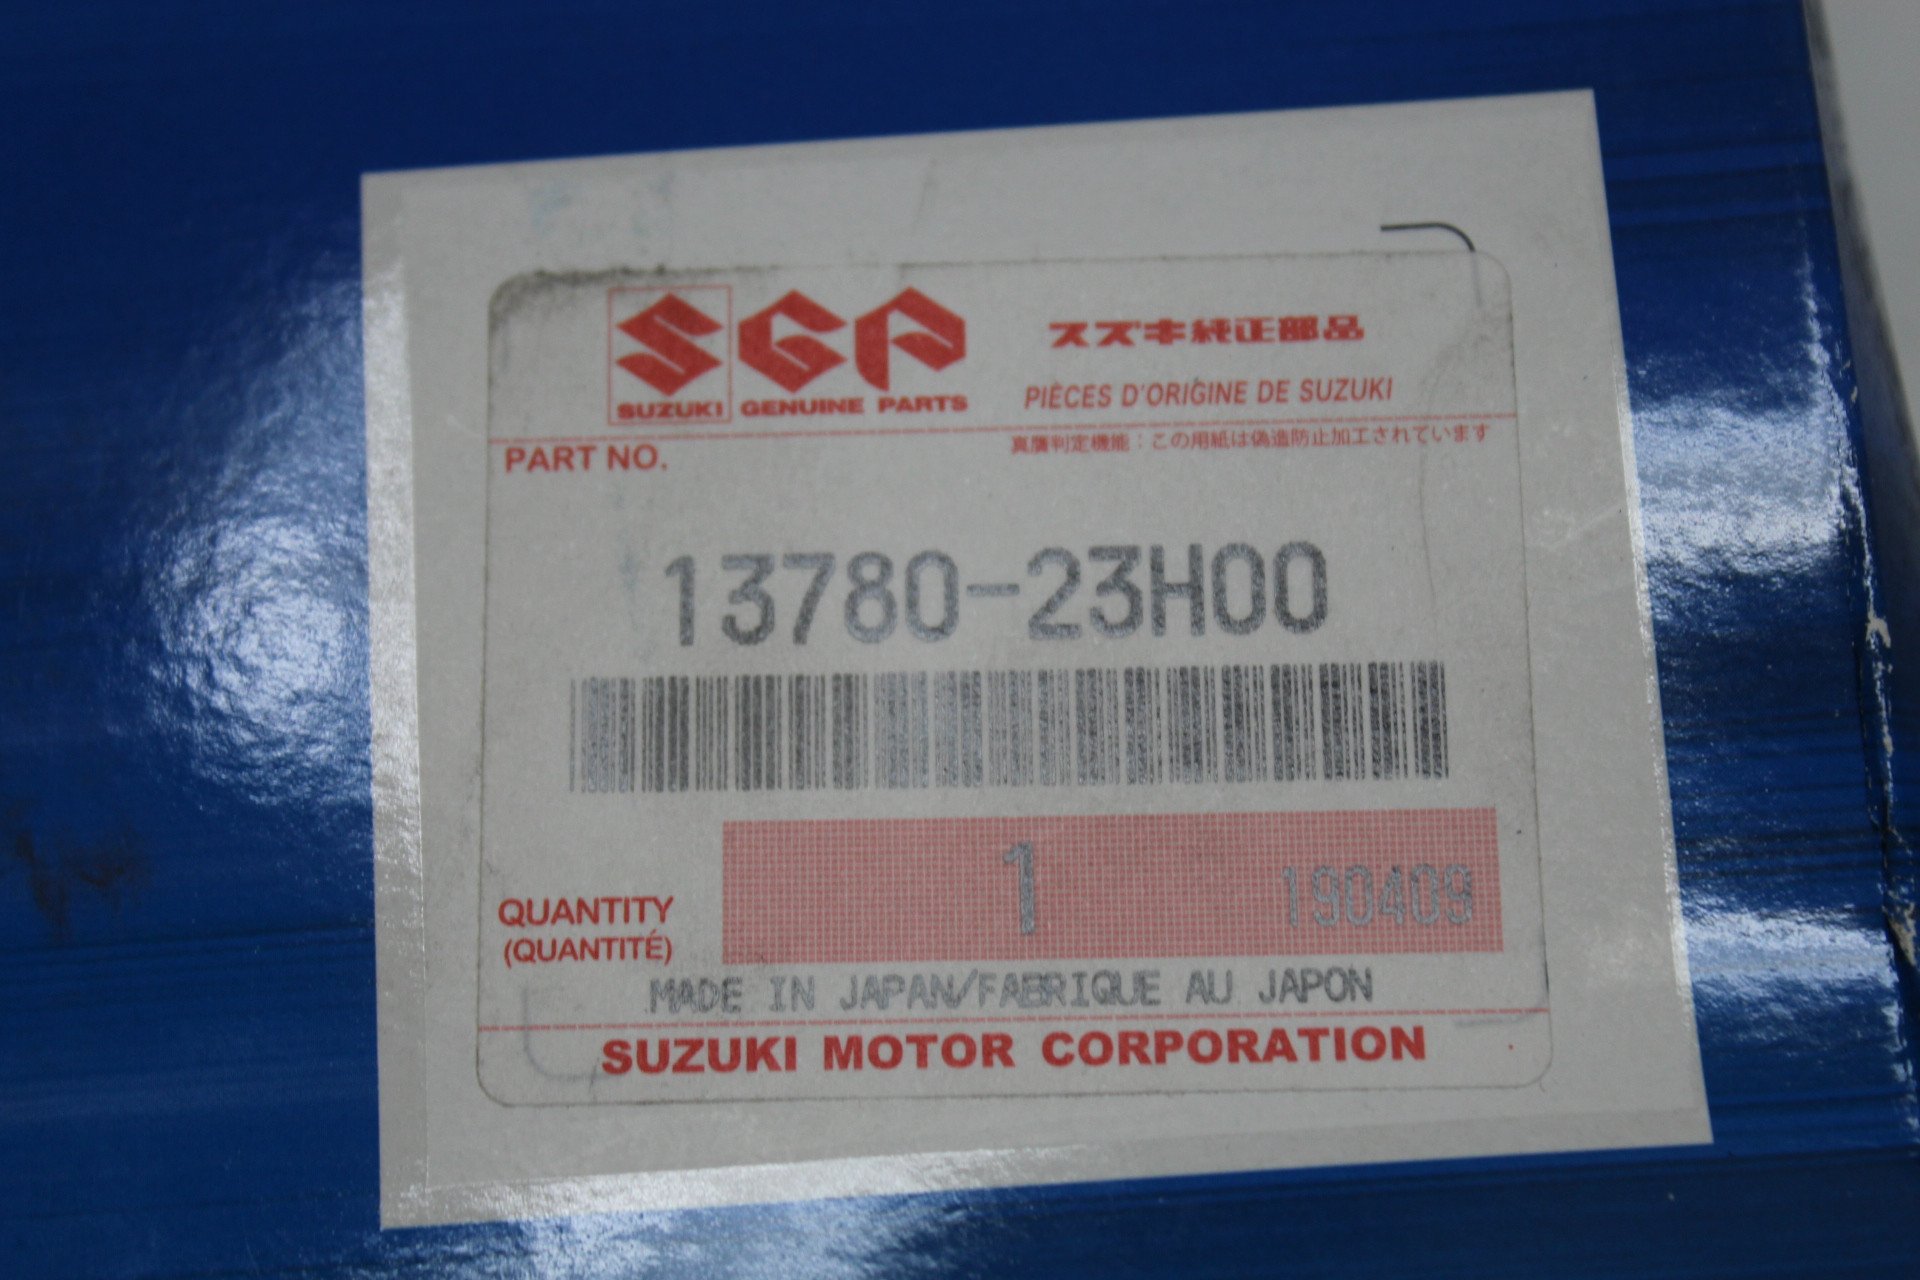 SUZUKI GENUINE PARTS
スズキ純正部品
PIÈCES D'ORIGINE DE SUZUKI
PART NO.
真贋判定機能：この用紙は偽造防止加工されています
13780-23H00
1
190409
QUANTITY
(QUANTITÉ)
MADE IN JAPAN/FABRIQUE AU JAPON
SUZUKI MOTOR CORPORATION